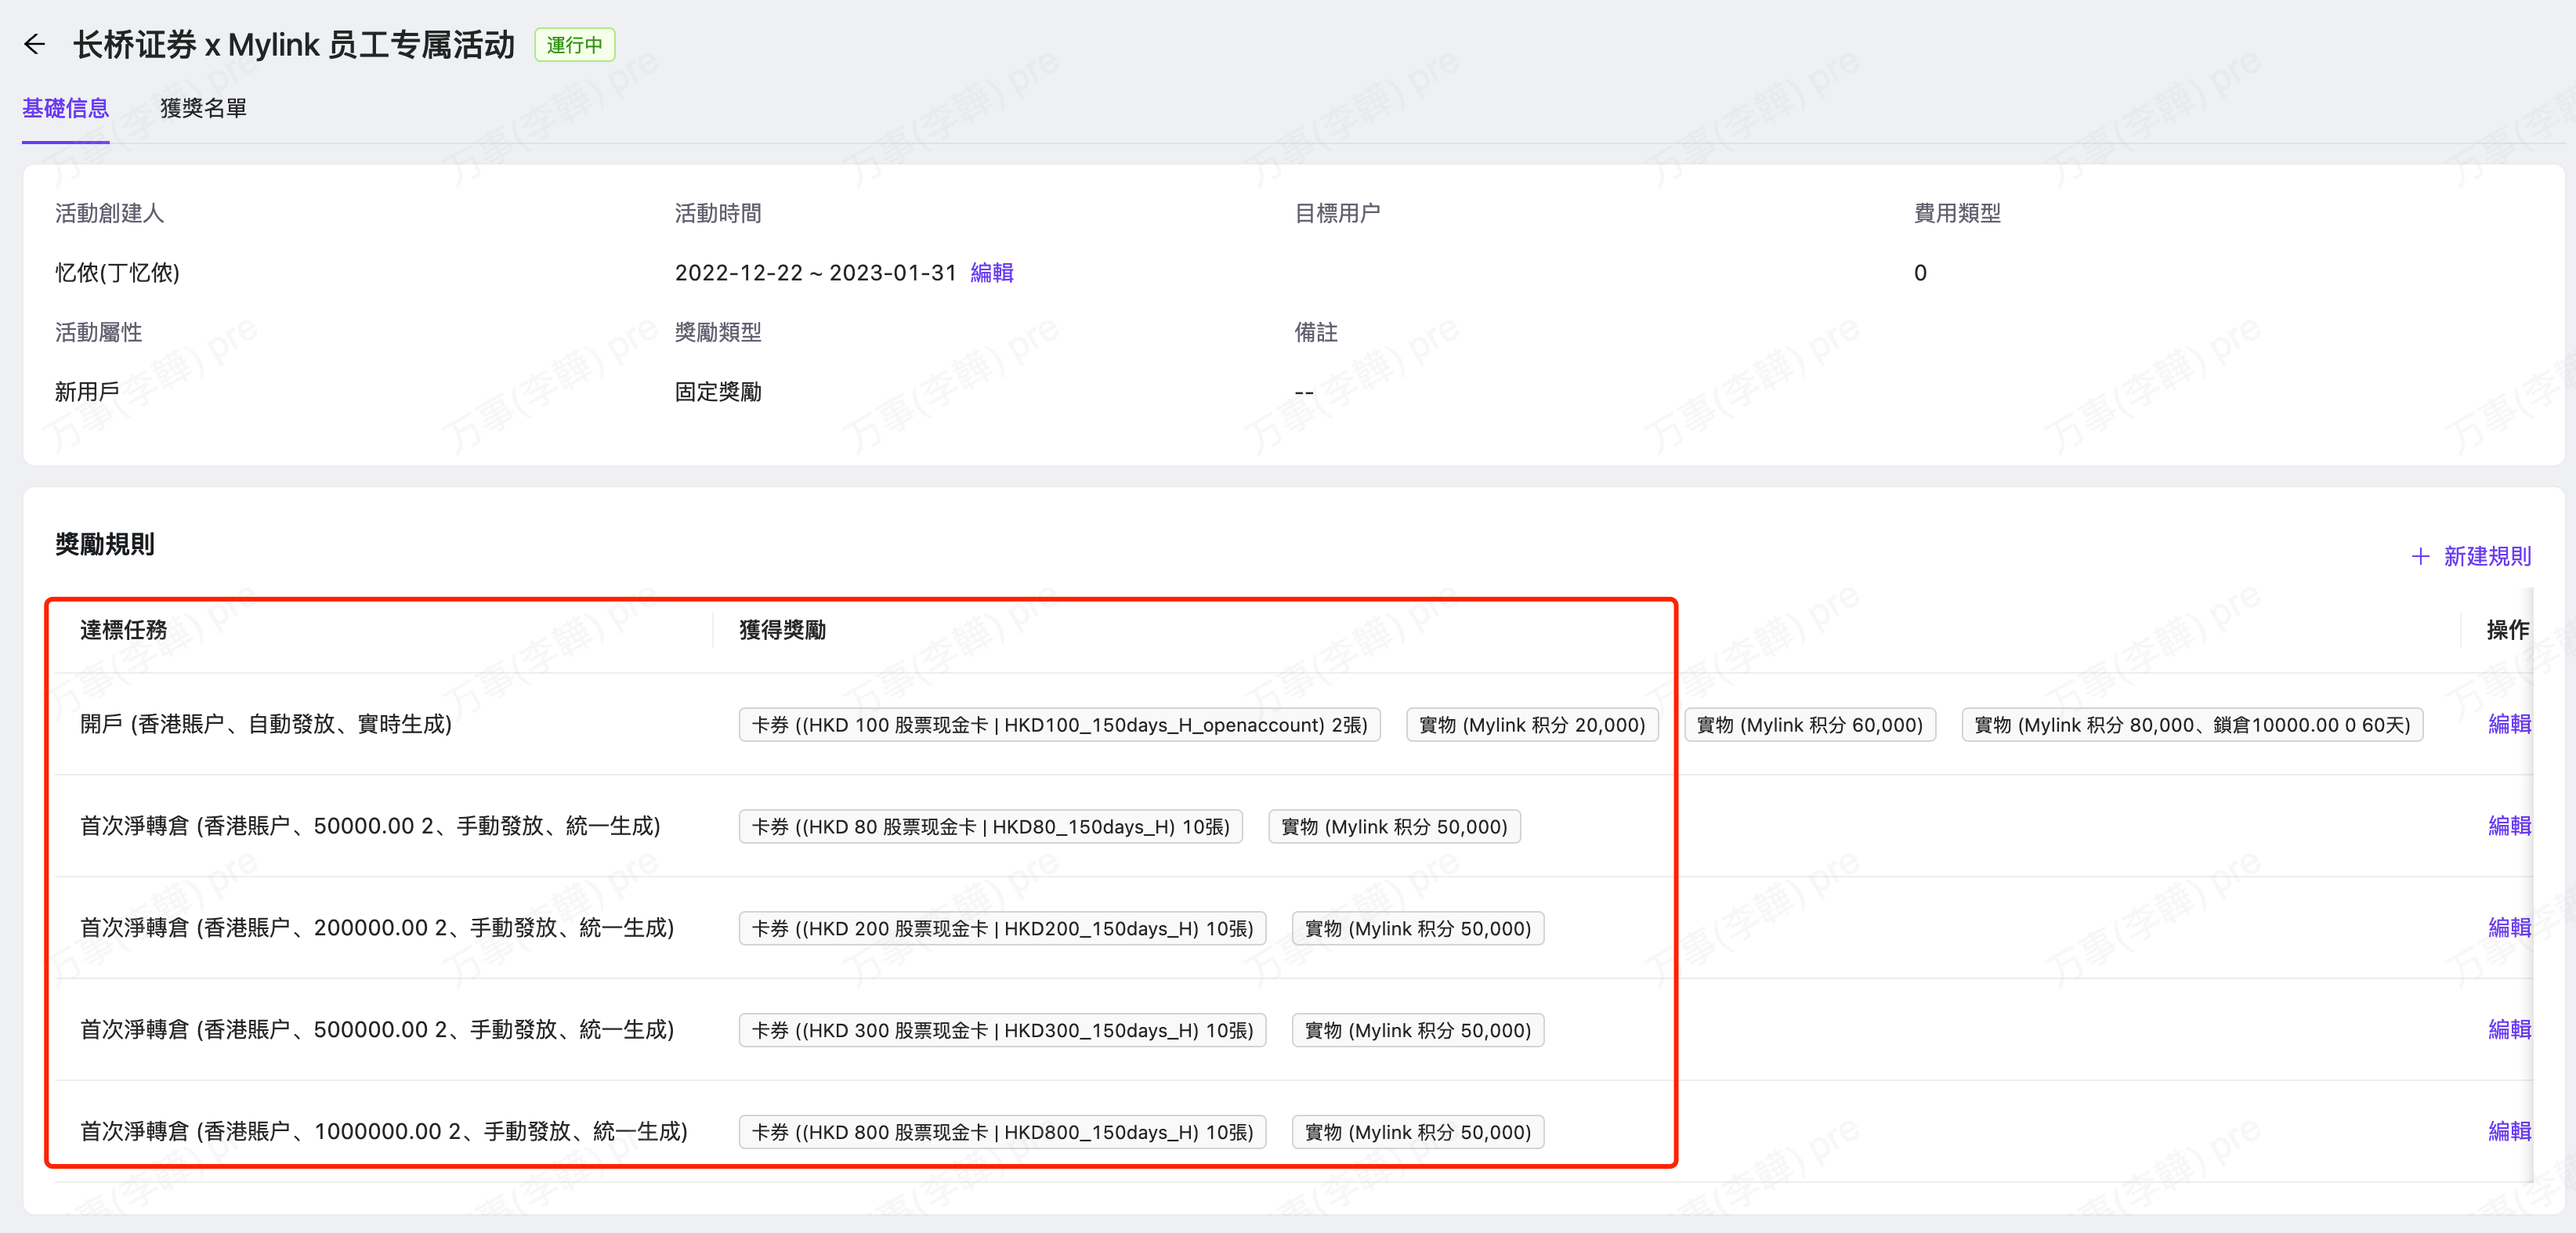 ← 长桥证券 x Mylink 员工专属活动 運行中
基礎信息 獲獎名單
活動創建人 活動時間 目標用户 費用類型
忆侬(丁忆侬) 2022-12-22 ~ 2023-01-31 編輯 0
活動屬性 獎勵類型 備註
新用戶 固定獎勵 --
獎勵規則
+ 新建規則
達標任務 獲得獎勵 操作
開戶 (香港賬户、自動發放、實時生成) 卡券 ((HKD 100 股票现金卡 | HKD100_150days_H_openaccount) 2張) 實物 (Mylink 积分 20,000) 實物 (Mylink 积分 60,000) 實物 (Mylink 积分 80,000、鎖倉10000.00 0 60天) 編輯
首次淨轉倉 (香港賬户、50000.00 2、手動發放、統一生成) 卡券 ((HKD 80 股票现金卡 | HKD80_150days_H) 10張) 實物 (Mylink 积分 50,000) 編輯
首次淨轉倉 (香港賬户、200000.00 2、手動發放、統一生成) 卡券 ((HKD 200 股票现金卡 | HKD200_150days_H) 10張) 實物 (Mylink 积分 50,000) 編輯
首次淨轉倉 (香港賬户、500000.00 2、手動發放、統一生成) 卡券 ((HKD 300 股票现金卡 | HKD300_150days_H) 10張) 實物 (Mylink 积分 50,000) 編輯
首次淨轉倉 (香港賬户、1000000.00 2、手動發放、統一生成) 卡券 ((HKD 800 股票现金卡 | HKD800_150days_H) 10張) 實物 (Mylink 积分 50,000) 編輯